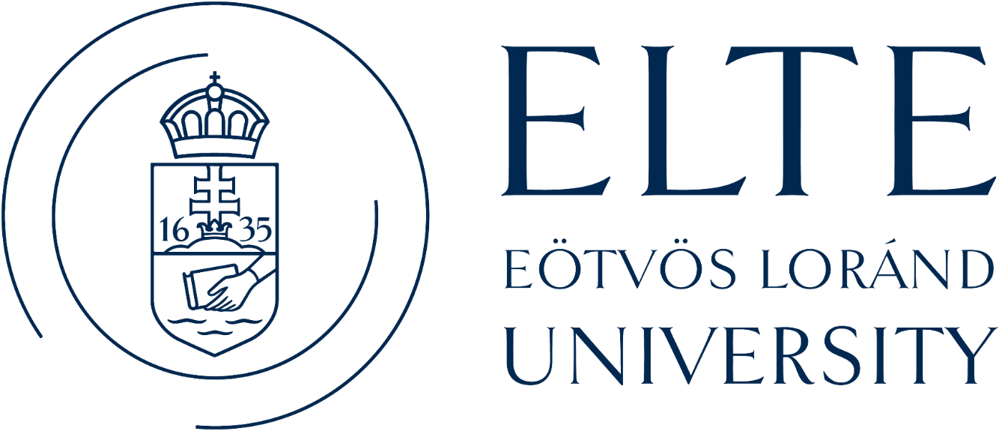 16 35
ELTE
EÖTVÖS LORÁND
UNIVERSITY